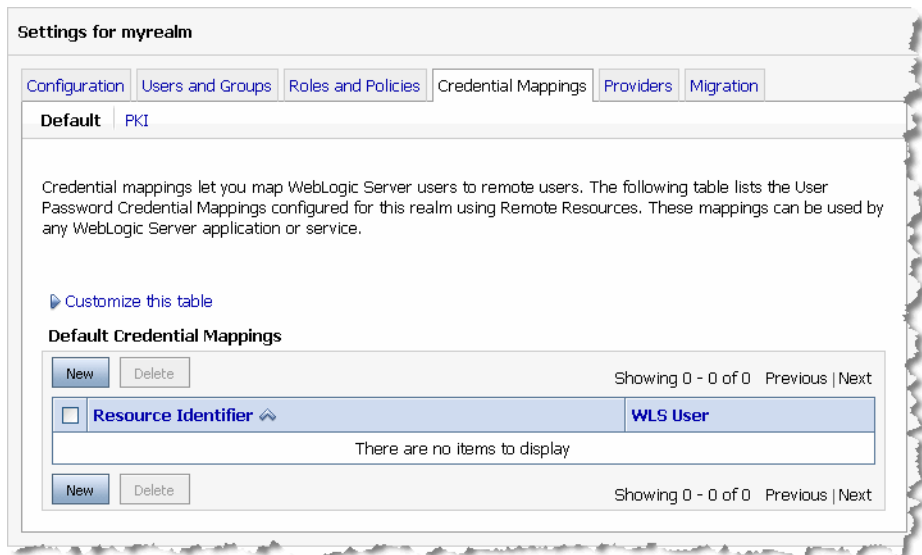 Settings for myrealm
Configuration Users and Groups Roles and Policies Credential Mappings Providers Migration
Default PKI
Credential mappings let you map WebLogic Server users to remote users. The following table lists the User
Password Credential Mappings configured for this realm using Remote Resources. These mappings can be used by
any WebLogic Server application or service.
Customize this table
Default Credential Mappings
New Delete Showing 0 - 0 of 0 Previous | Next
Resource Identifier WLS User
There are no items to display
New Delete Showing 0 - 0 of 0 Previous | Next